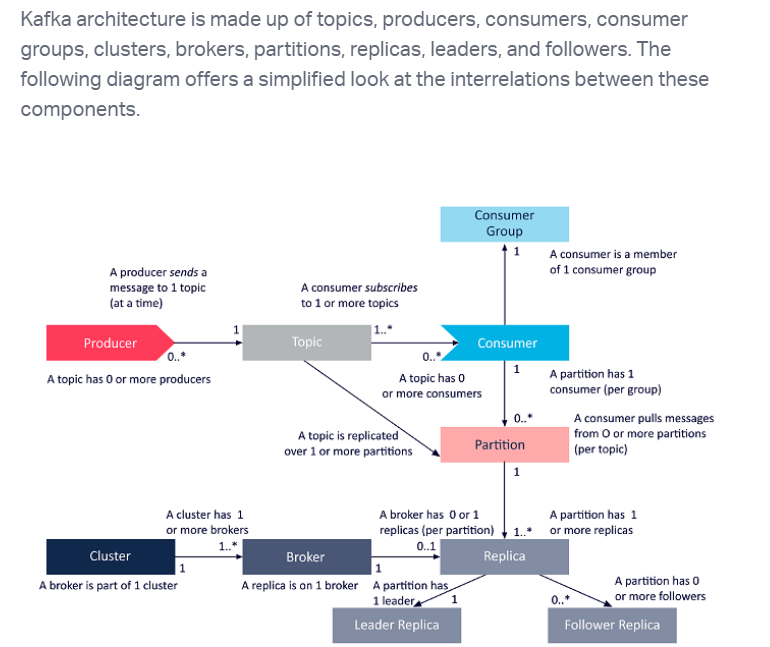 Kafka architecture is made up of topics, producers, consumers, consumer
groups, clusters, brokers, partitions, replicas, leaders, and followers. The
following diagram offers a simplified look at the interrelations between these
components.
Consumer
Group
1
A consumer is a member
of 1 consumer group
A producer sends a
message to 1 topic
(at a time)
A consumer subscribes
to 1 or more topics
Producer
0..*
1
Topic
1..*
0..*
Consumer
A topic has 0 or more producers
A topic has 0
or more consumers
1
A partition has 1
consumer (per group)
0..*
A consumer pulls messages
from O or more partitions
(per topic)
A topic is replicated
over 1 or more partitions
Partition
1
A cluster has 1
or more brokers
A broker has 0 or 1
replicas (per partition)
A partition has 1
or more replicas
1..*
0..1
1..*
Cluster
1
Broker
1
Replica
A broker is part of 1 cluster
A replica is on 1 broker
A partition has
1 leader
1
0..*
A partition has 0
or more followers
Leader Replica
Follower Replica